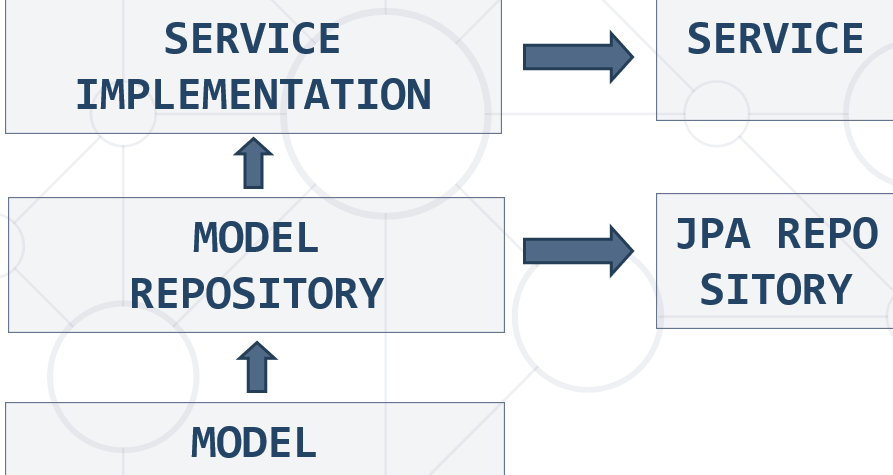 SERVICE
IMPLEMENTATION
SERVICE
MODEL
REPOSITORY
JPA REPO
SITORY
MODEL